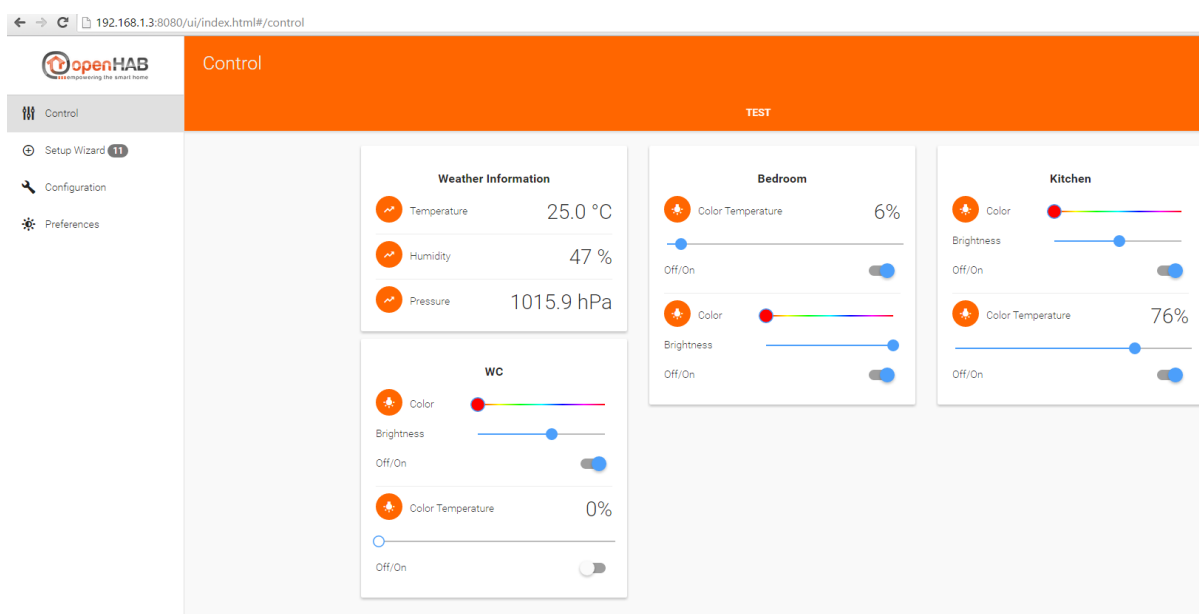 192.168.1.3:8080/ui/index.html#/control
openHAB
empowering the smart home
Control
Setup Wizard 11
Configuration
Preferences
Control
TEST
Weather Information
Temperature 25.0 °C
Humidity 47 %
Pressure 1015.9 hPa
WC
Color
Brightness
Off/On
Color Temperature 0%
Off/On
Bedroom
Color Temperature 6%
Off/On
Color
Brightness
Off/On
Kitchen
Color
Brightness
Off/On
Color Temperature 76%
Off/On